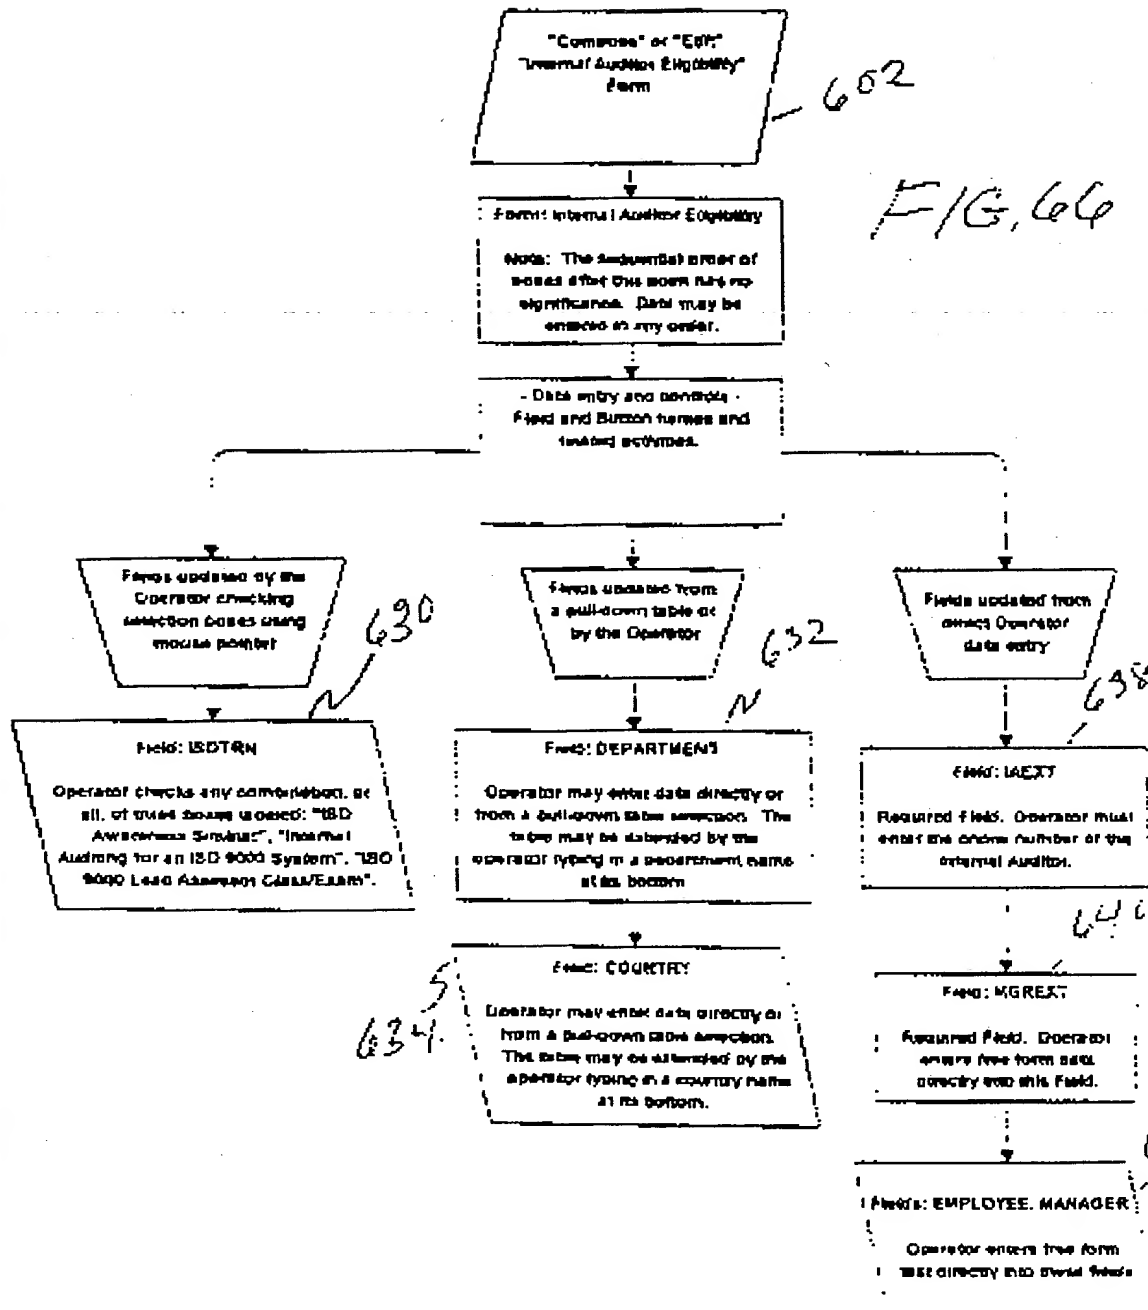 "Compose" or "Edit"
"Internal Auditor Eligibility"
Form
602
FIG. 66
Form: Internal Auditor Eligibility
Note: The sequential order of
boxes after this point has no
significance. Data may be
entered in any order.
- Data entry and controls -
Field and Button names and
related activities.
Fields updated by the
Operator checking
selection boxes using
mouse pointer
630
Fields updated from
a pull-down table or
by the Operator
632
Fields updated from
direct Operator
data entry
638
Field: ISOTRN
Operator checks any combination, or
all, of three boxes labeled: "ISO
Awareness Seminar", "Internal
Auditing for an ISO 9000 System", "ISO
9000 Lead Assessor Class/Exam".
Field: DEPARTMENT
Operator may enter data directly or
from a pull-down table selection. The
table may be extended by the
operator typing in a department name
at its bottom
Field: IAEXT
Required Field. Operator must
enter the phone number of the
Internal Auditor.
634
Field: COUNTRY
Operator may enter data directly or
from a pull-down table selection.
The table may be extended by the
operator typing in a country name
at its bottom.
Field: MGREXT
Required Field. Operator
enters free form data
directly into this Field.
Fields: EMPLOYEE, MANAGER
Operator enters free form
text directly into these fields